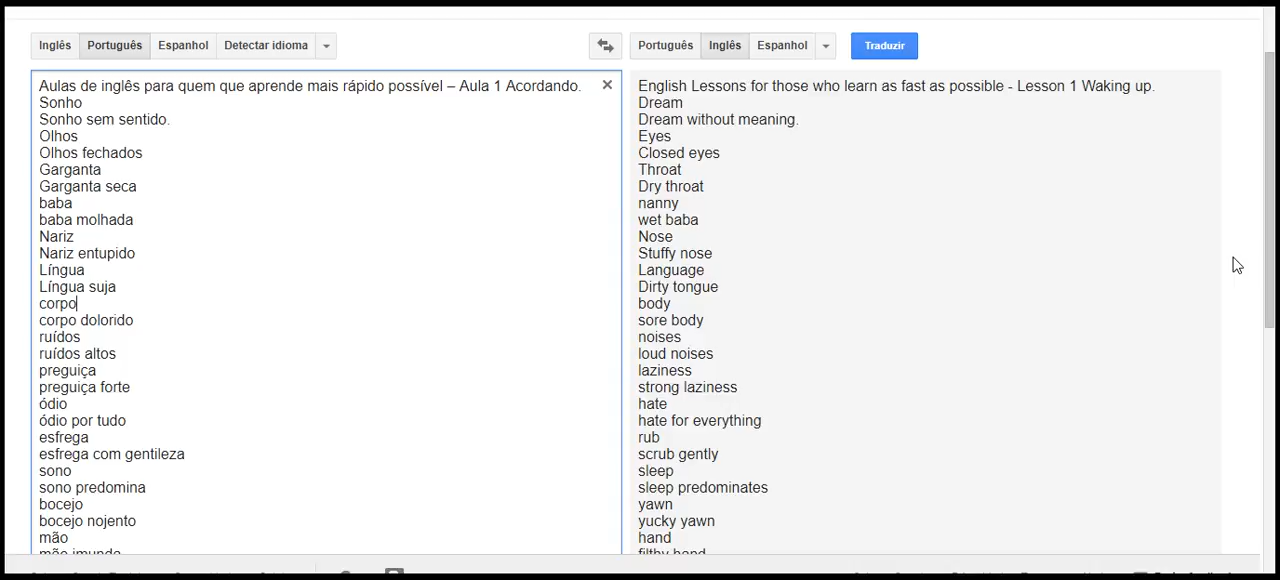 Inglês Português Espanhol Detectar idioma
Português Inglês Espanhol Traduzir
Aulas de inglês para quem que aprende mais rápido possível – Aula 1 Acordando.
Sonho
Sonho sem sentido.
Olhos
Olhos fechados
Garganta
Garganta seca
baba
baba molhada
Nariz
Nariz entupido
Língua
Língua suja
corpo
corpo dolorido
ruídos
ruídos altos
preguiça
preguiça forte
ódio
ódio por tudo
esfrega
esfrega com gentileza
sono
sono predomina
bocejo
bocejo nojento
mão
mão imunda
English Lessons for those who learn as fast as possible - Lesson 1 Waking up.
Dream
Dream without meaning.
Eyes
Closed eyes
Throat
Dry throat
nanny
wet baba
Nose
Stuffy nose
Language
Dirty tongue
body
sore body
noises
loud noises
laziness
strong laziness
hate
hate for everything
rub
scrub gently
sleep
sleep predominates
yawn
yucky yawn
hand
filthy hand